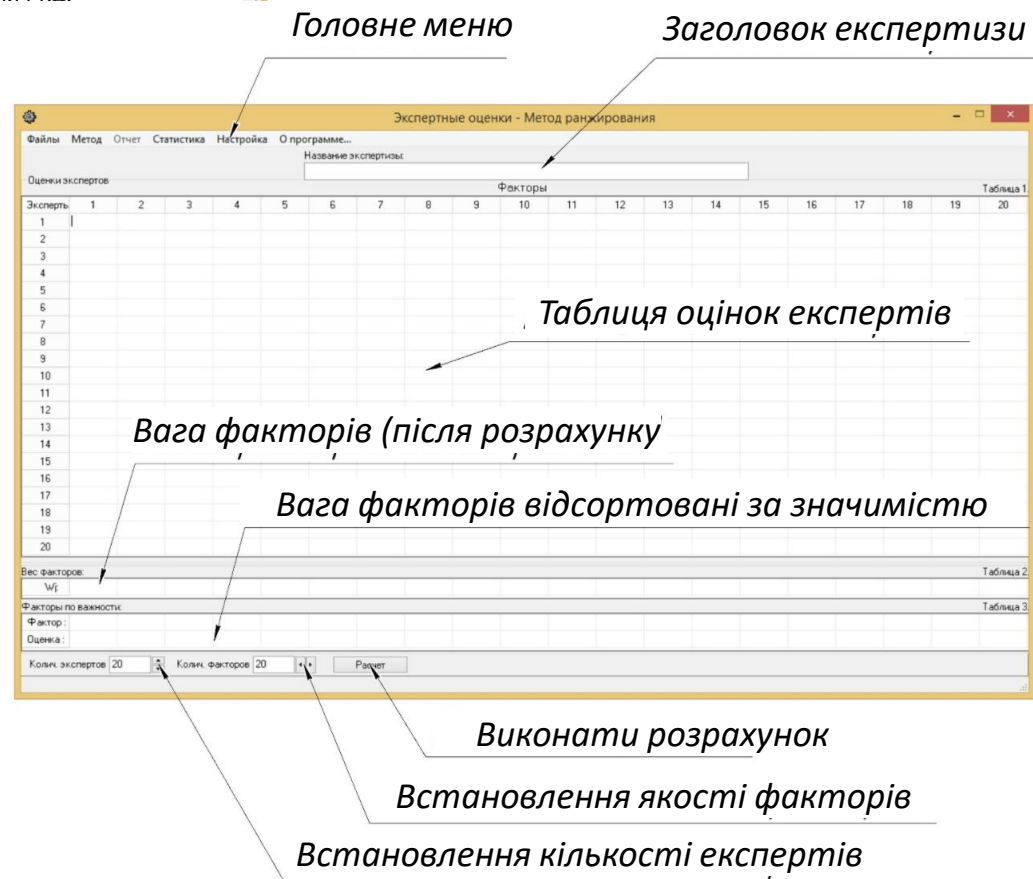 Головне меню
Заголовок експертизи
Экспертные оценки - Метод ранжирования
Файлы Метод Отчет Статистика Настройка О программе...
Название экспертизы:
Оценки экспертов
Факторы
Таблица 1.
Эксперть 1 2 3 4 5 6 7 8 9 10 11 12 13 14 15 16 17 18 19 20
1
2
3
4
5
6
Таблиця оцінок експертів
7
8
9
10
11
12
13
Вага факторів (після розрахунку)
14
15
16
17
Вага факторів відсортовані за значимістю
18
19
20
Вес факторов:
Таблица 2.
Wj:
Факторы по важности:
Таблица 3.
Фактор :
Оценка :
Колич. экспертов 20 Колич. факторов 20 Расчет
Виконати розрахунок
Встановлення якості факторів
Встановлення кількості експертів